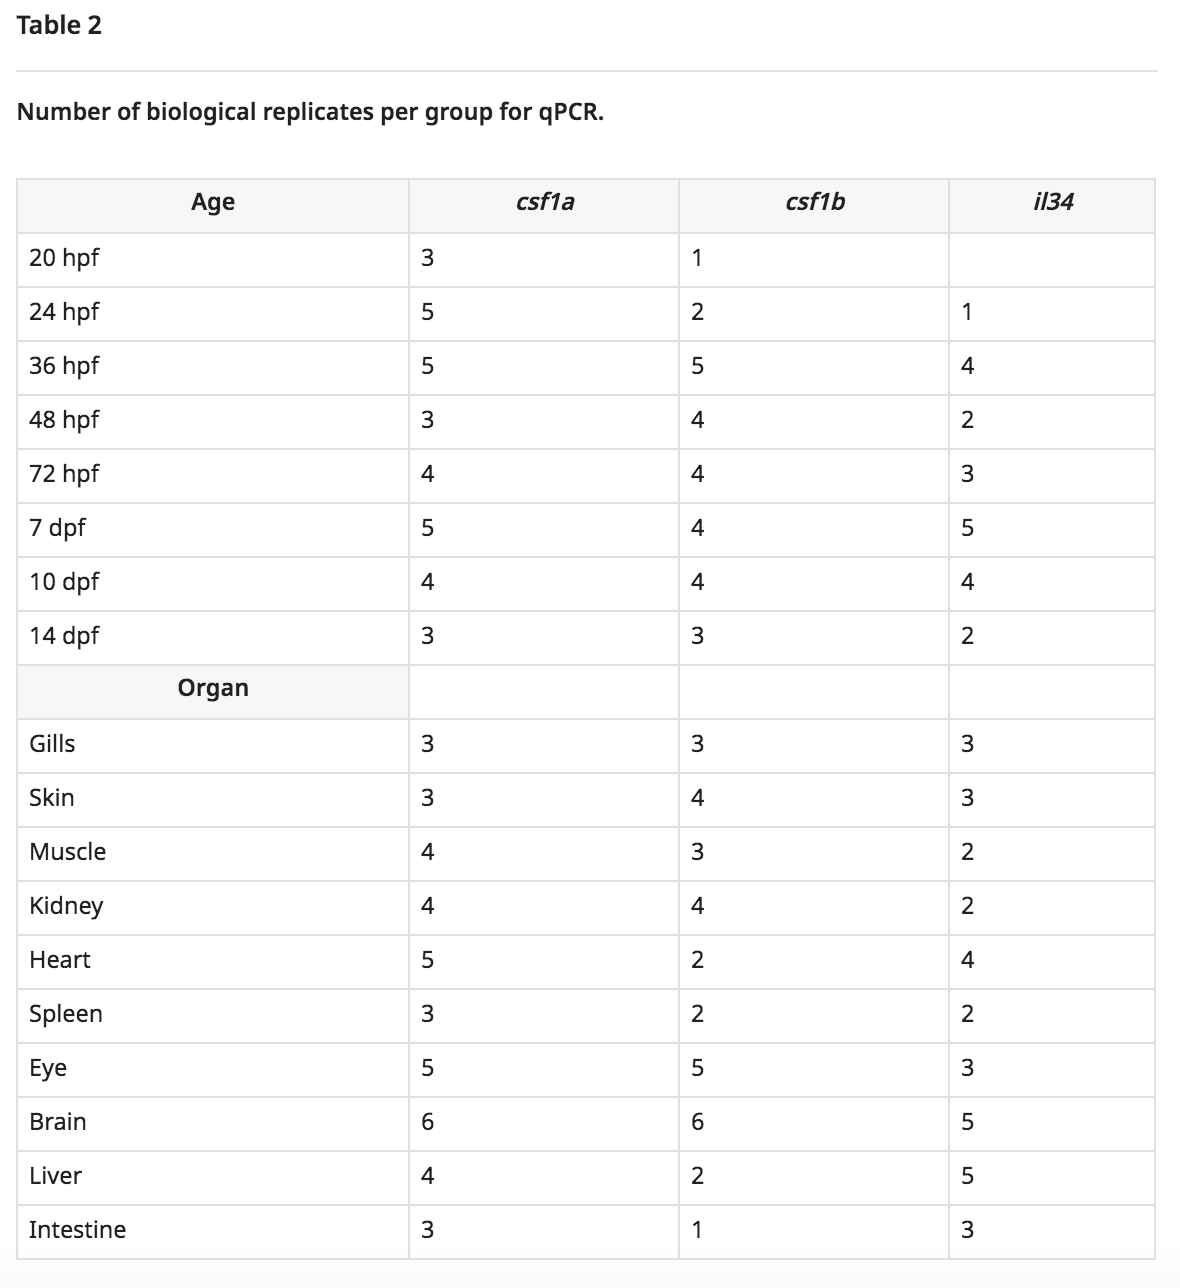 Table 2
Number of biological replicates per group for qPCR.
Age csf1a csf1b il34
20 hpf 3 1
24 hpf 5 2 1
36 hpf 5 5 4
48 hpf 3 4 2
72 hpf 4 4 3
7 dpf 5 4 5
10 dpf 4 4 4
14 dpf 3 3 2
Organ
Gills 3 3 3
Skin 3 4 3
Muscle 4 3 2
Kidney 4 4 2
Heart 5 2 4
Spleen 3 2 2
Eye 5 5 3
Brain 6 6 5
Liver 4 2 5
Intestine 3 1 3